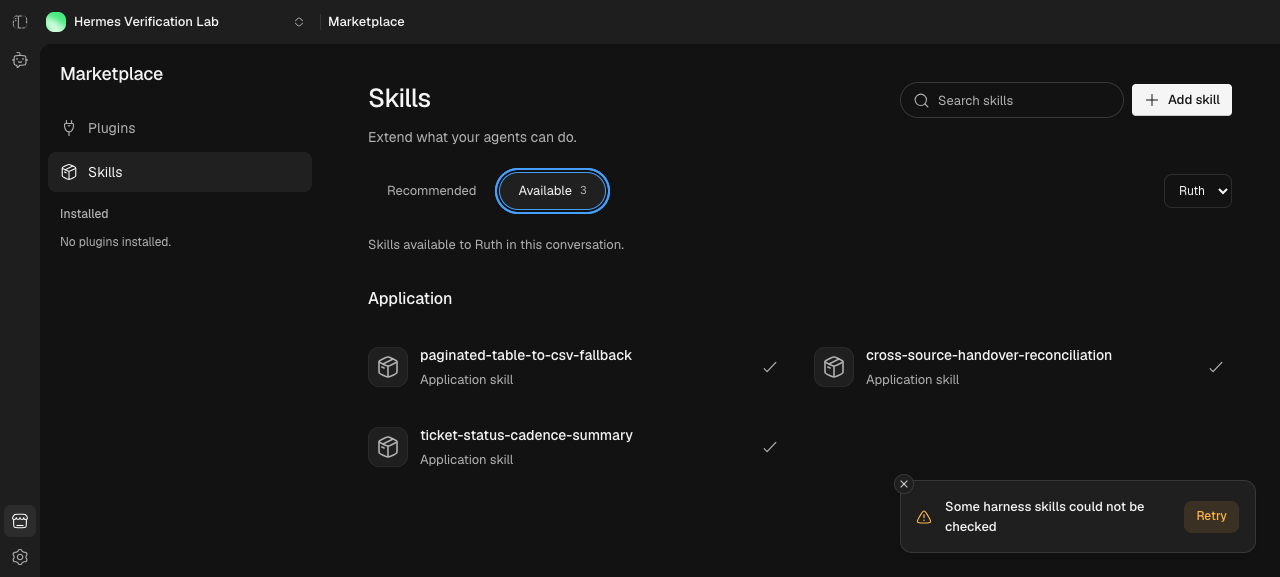 Hermes Verification Lab
Marketplace
Marketplace
Plugins
Skills
Installed
No plugins installed.
Skills
Extend what your agents can do.
Search skills
Add skill
Recommended
Available 3
Ruth
Skills available to Ruth in this conversation.
Application
paginated-table-to-csv-fallback
Application skill
cross-source-handover-reconciliation
Application skill
ticket-status-cadence-summary
Application skill
Some harness skills could not be
checked
Retry